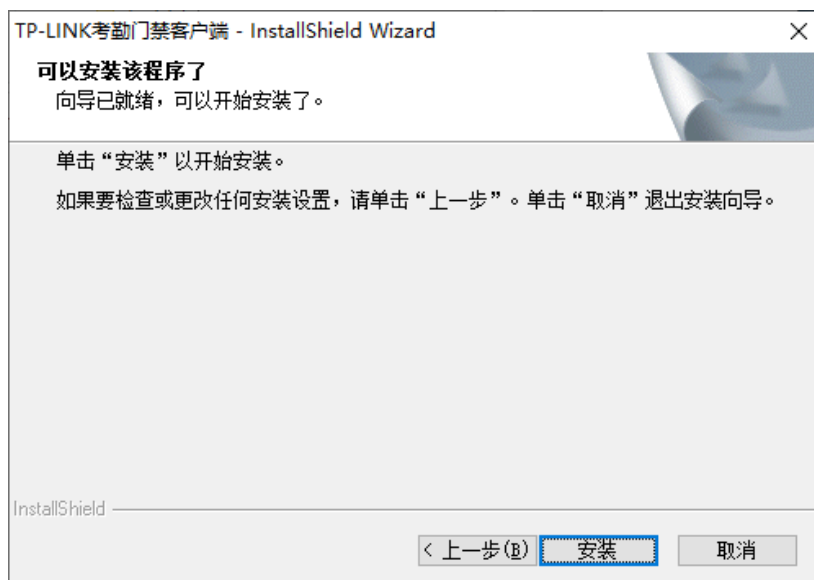 TP-LINK考勤门禁客户端 - InstallShield Wizard
可以安装该程序了
向导已就绪，可以开始安装了。
单击“安装”以开始安装。
如果要检查或更改任何安装设置，请单击“上一步”。单击“取消”退出安装向导。
InstallShield
< 上一步(B) 安装 取消